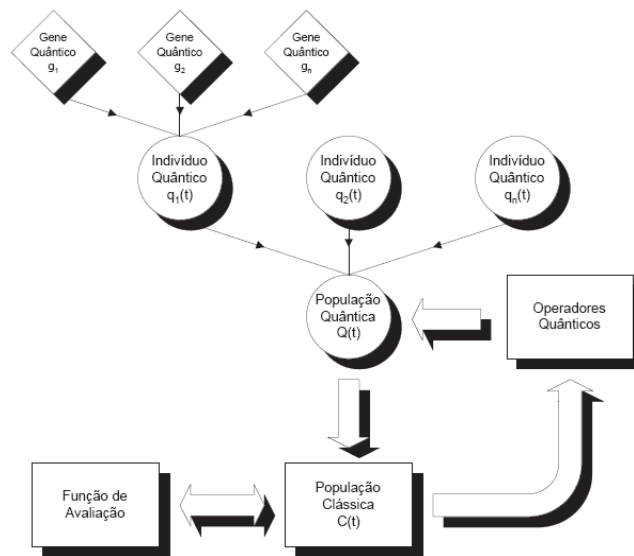 Gene
Quântico
g₁
Gene
Quântico
g₂
Gene
Quântico
gₙ
Indivíduo
Quântico
q₁(t)
Indivíduo
Quântico
q₂(t)
Indivíduo
Quântico
qₙ(t)
População
Quântica
Q(t)
Operadores
Quânticos
Função de
Avaliação
População
Clássica
C(t)